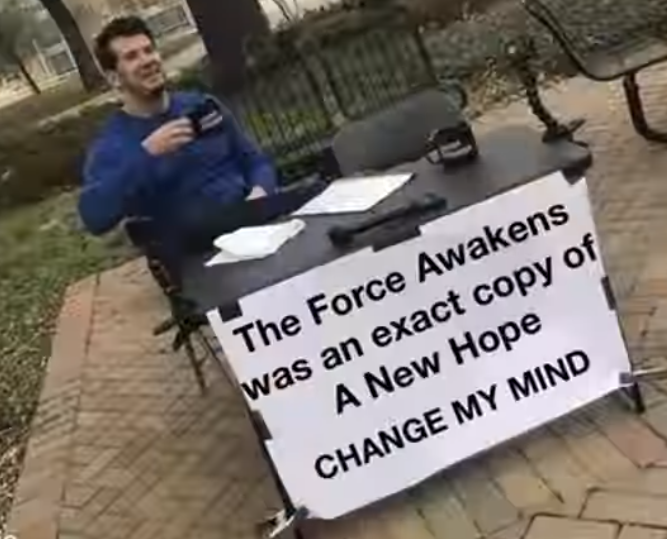 The Force Awakens
was an exact copy of
A New Hope
CHANGE MY MIND